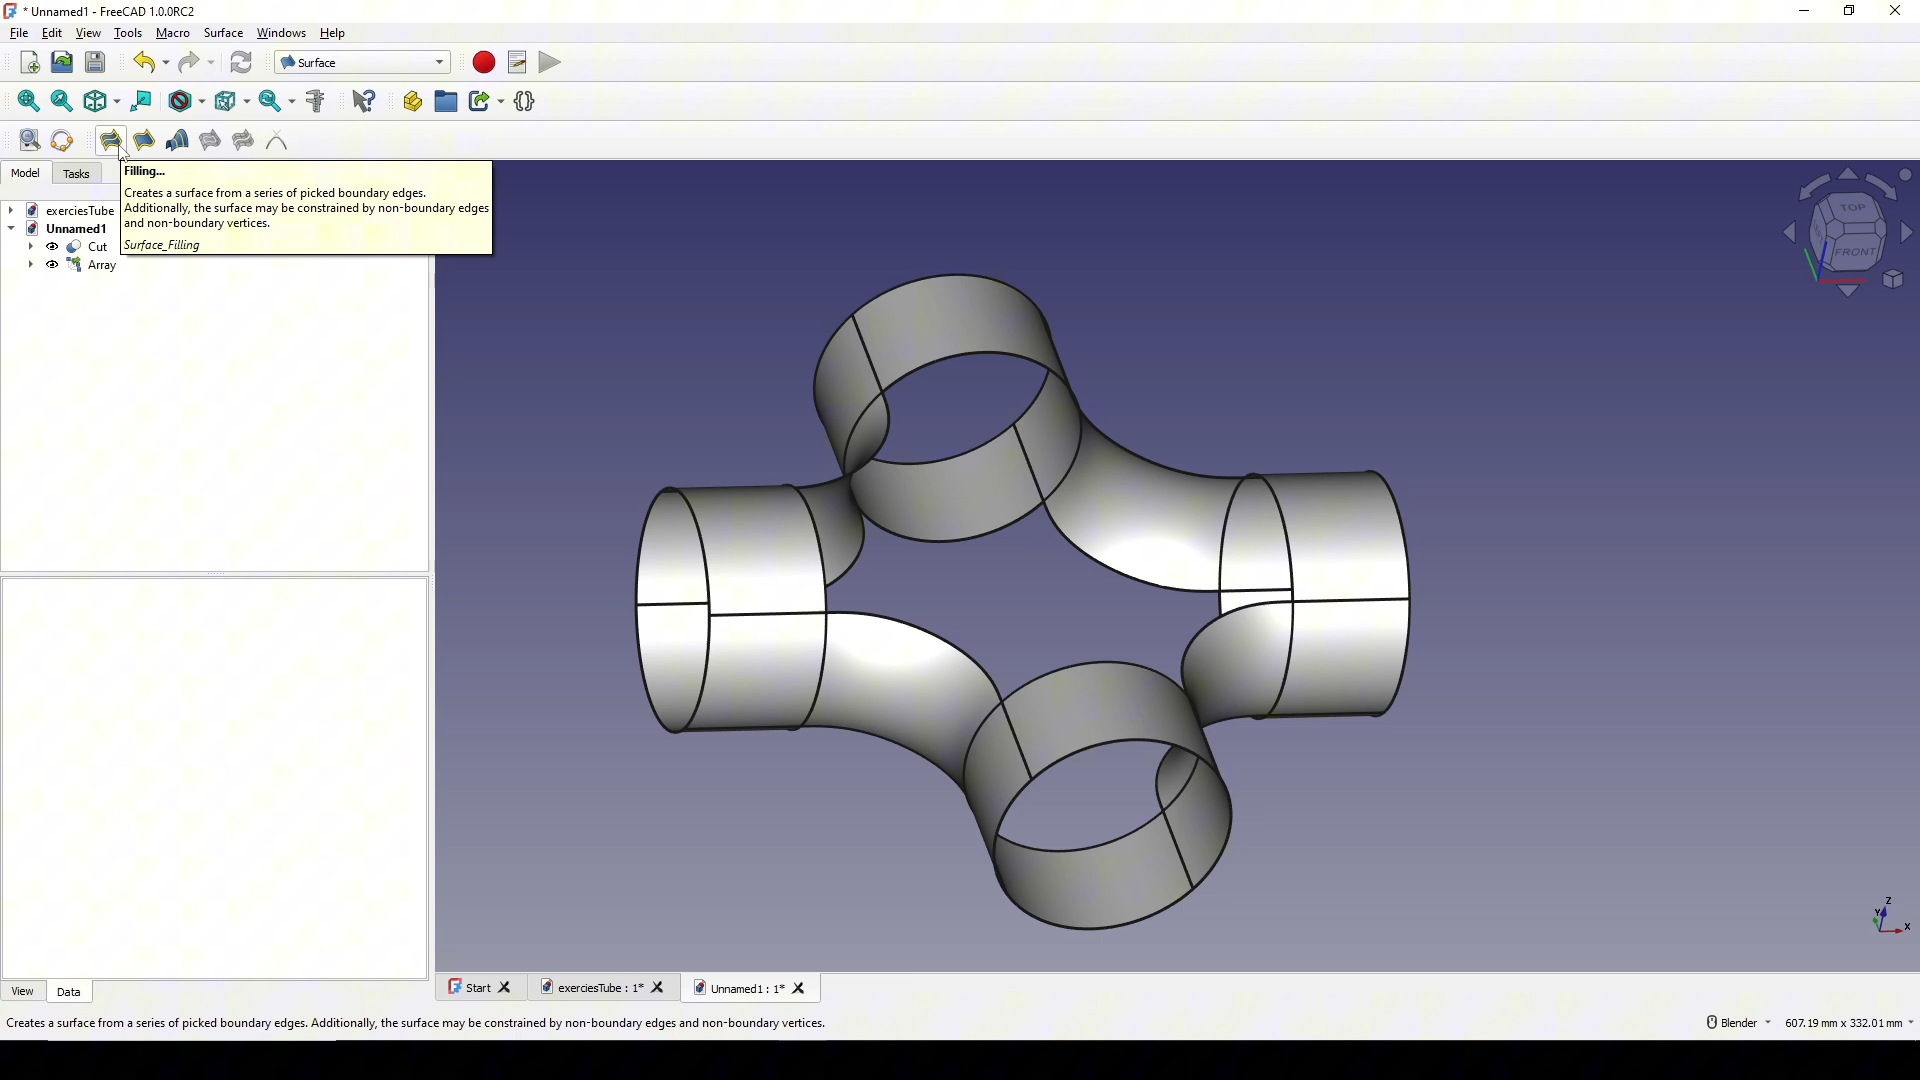 * Unnamed1 - FreeCAD 1.0.0RC2
File Edit View Tools Macro Surface Windows Help
Surface
Model Tasks
Filling...
Creates a surface from a series of picked boundary edges.
Additionally, the surface may be constrained by non-boundary edges
and non-boundary vertices.
Surface_Filling
exerciesTube
Unnamed1
Cut
Array
TOP
FRONT
Z
Y
X
View Data
Start
exerciesTube : 1*
Unnamed1 : 1*
Creates a surface from a series of picked boundary edges. Additionally, the surface may be constrained by non-boundary edges and non-boundary vertices.
Blender
607.19 mm x 332.01 mm